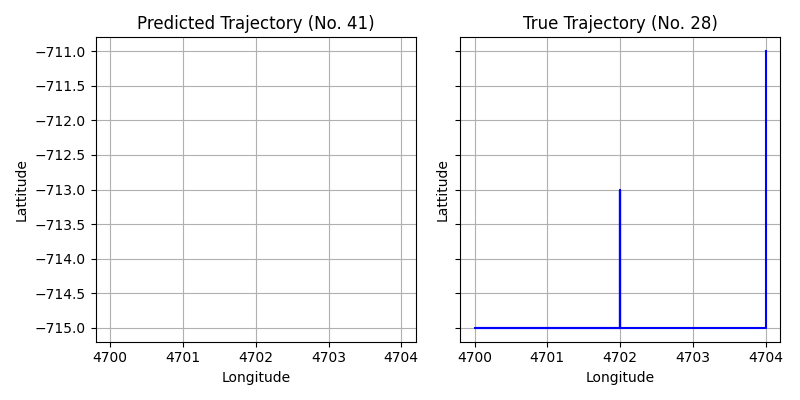 Predicted Trajectory (No. 41)
True Trajectory (No. 28)
Lattitude
−711.0
−711.5
−712.0
−712.5
−713.0
−713.5
−714.0
−714.5
−715.0
4700 4701 4702 4703 4704
Longitude
Lattitude
4700 4701 4702 4703 4704
Longitude